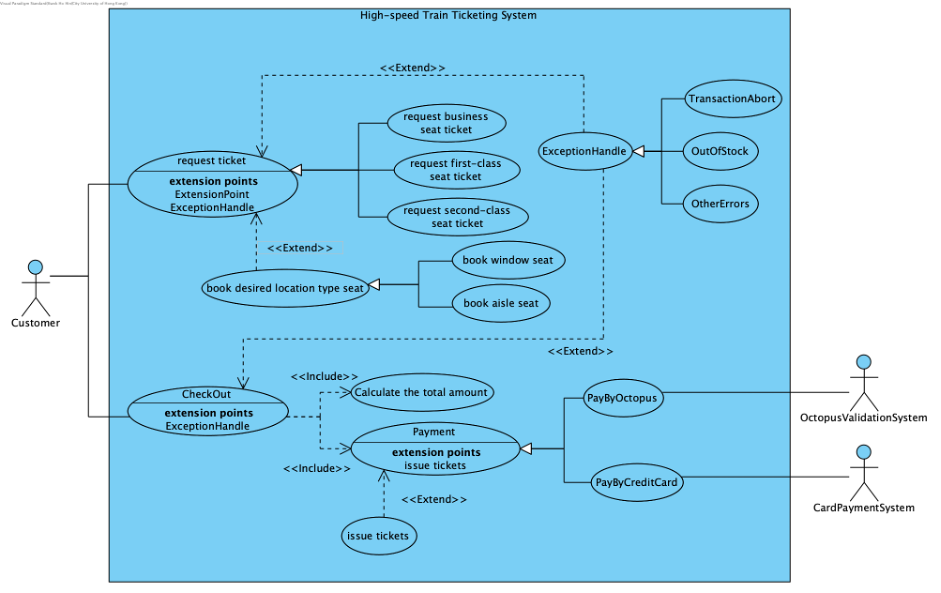 Visual Paradigm Standard(Made For Shill(the University of Hong Kong))
High-speed Train Ticketing System
<<Extend>>
TransactionAbort
request business
seat ticket
ExceptionHandle
OutOfStock
request ticket
extension points
ExtensionPoint
ExceptionHandle
request first-class
seat ticket
OtherErrors
request second-class
seat ticket
<<Extend>>
book window seat
book desired location type seat
book aisle seat
Customer
<<Extend>>
<<Include>>
CheckOut
extension points
ExceptionHandle
Calculate the total amount
PayByOctopus
OctopusValidationSystem
Payment
extension points
issue tickets
<<Include>>
PayByCreditCard
<<Extend>>
CardPaymentSystem
issue tickets